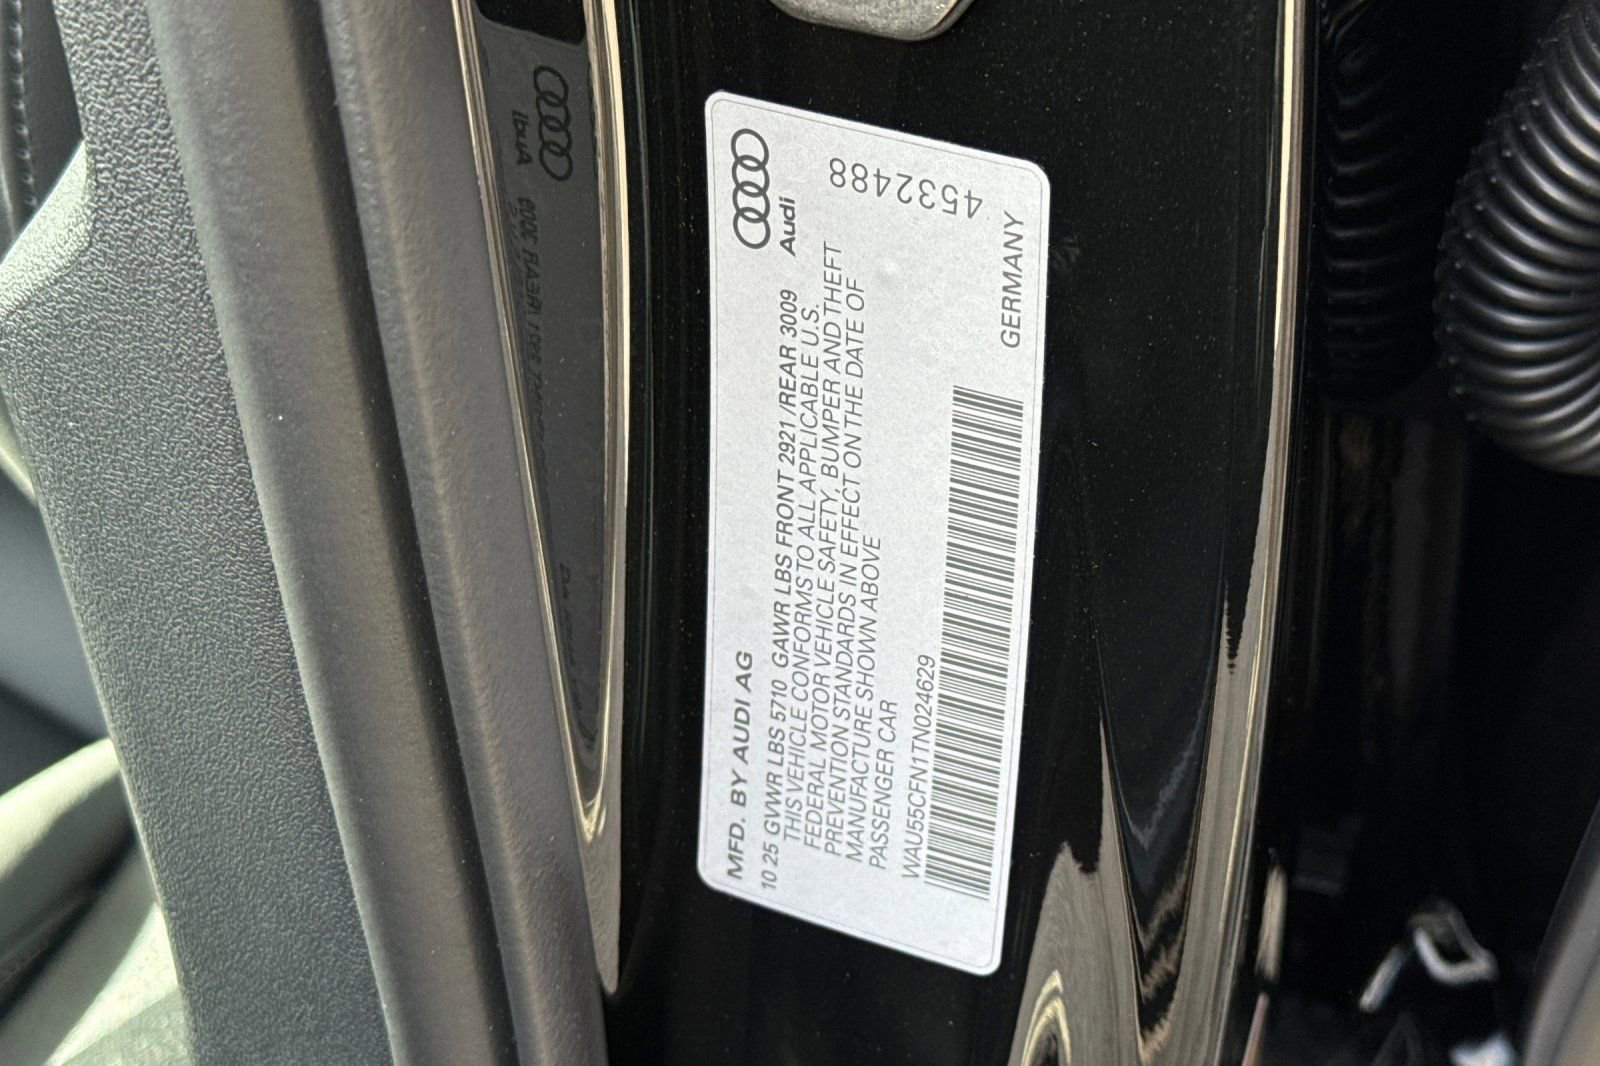 Audi
4532488
MFD. BY AUDI AG
10 25 GVWR LBS 5710 GAWR LBS FRONT 2921 /REAR 3009
THIS VEHICLE CONFORMS TO ALL APPLICABLE U.S.
FEDERAL MOTOR VEHICLE SAFETY, BUMPER AND THEFT
PREVENTION STANDARDS IN EFFECT ON THE DATE OF
MANUFACTURE SHOWN ABOVE
PASSENGER CAR
WAU55CFN1TN024629
GERMANY